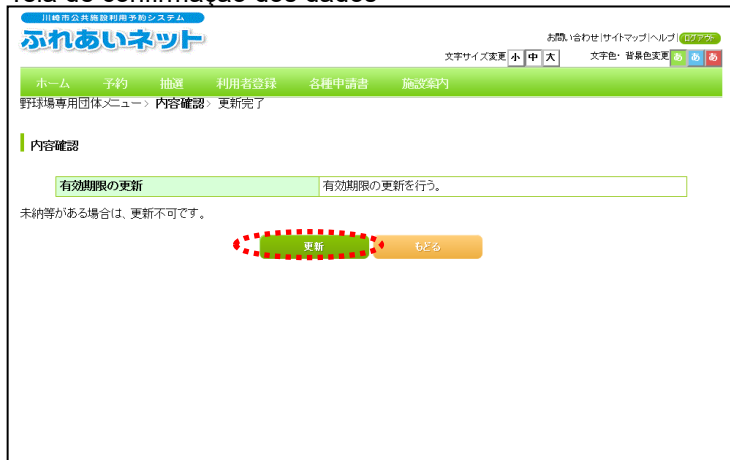 Tela de confirmação dos dados
川崎市公共施設利用予約システム
ふれあいネット
お問い合わせ|サイトマップ|ヘルプ|ログアウト
文字サイズ変更 小 中 大 文字色・背景色変更 あ あ あ
ホーム 予約 抽選 利用者登録 各種申請書 施設案内
野球場専用団体メニュー> 内容確認> 更新完了
内容確認
有効期限の更新 有効期限の更新を行う。
未納等がある場合は、更新不可です。
更新 もどる